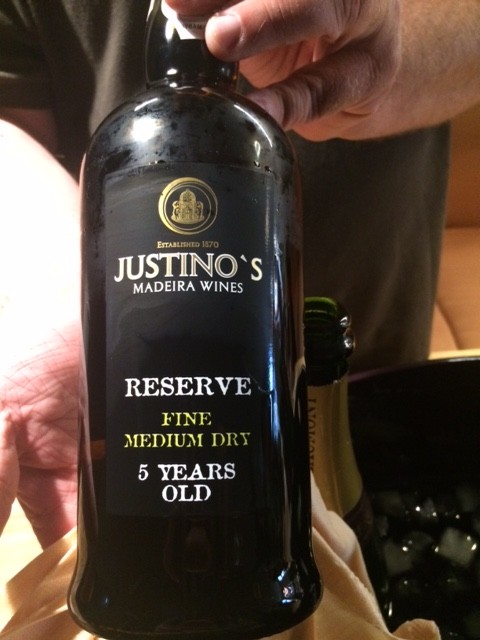 ESTABLISHED 1870
JUSTINO`S
MADEIRA WINES
RESERVE
FINE
MEDIUM DRY
5 YEARS
OLD